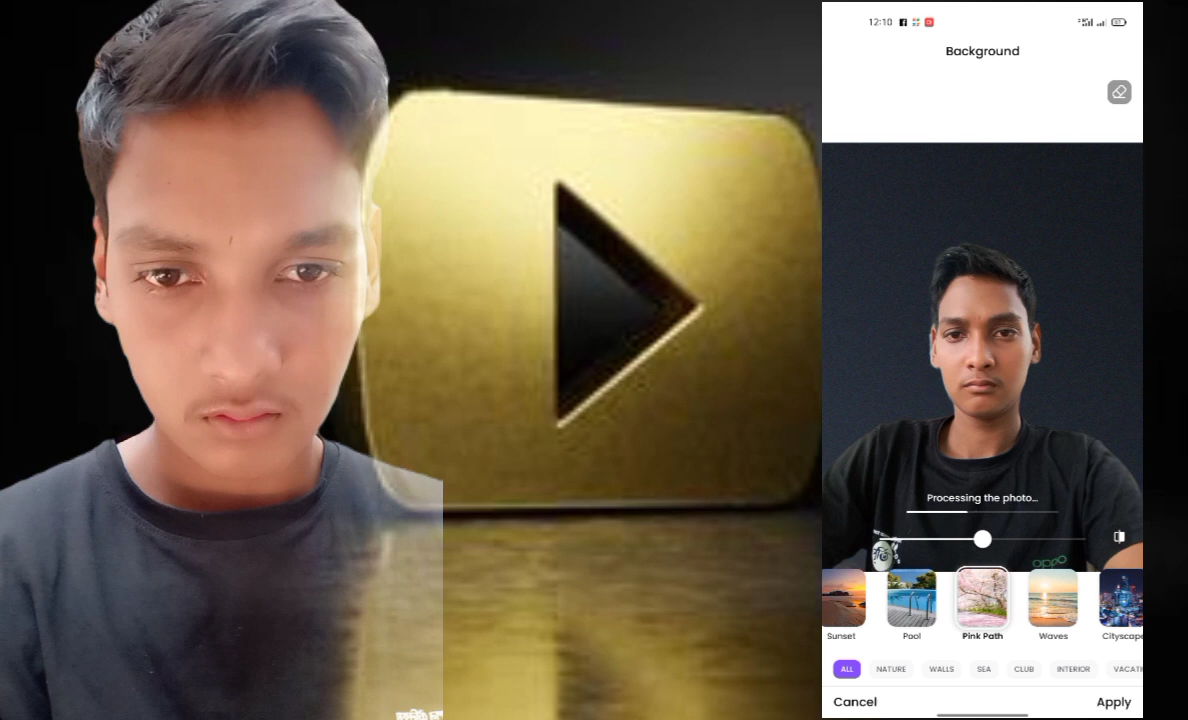 12:10
Background
Processing the photo...
oppo
Sunset
Pool
Pink Path
Waves
Cityscape
ALL
NATURE
WALLS
SEA
CLUB
INTERIOR
Cancel
Apply